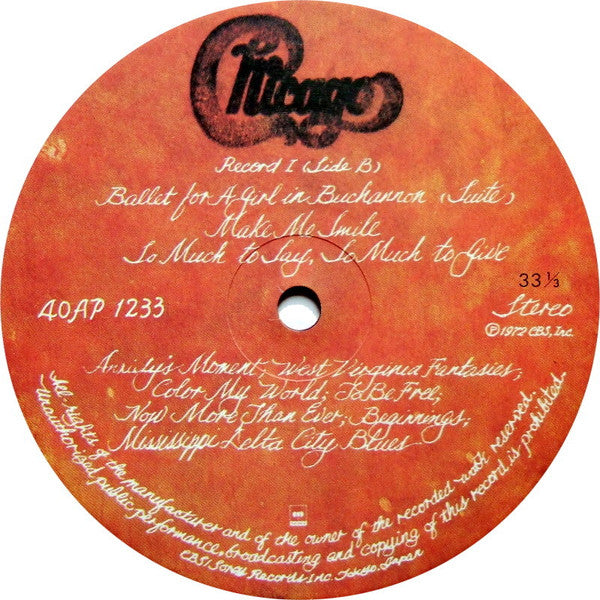 Chicago
Record I (Side B)
Ballet for A Girl in Buchannon (Suite)
Make Me Smile
So Much to Say, So Much to Give
33 1/3
40AP 1233
Stereo
Ⓟ 1972 CBS, Inc.
Anxiety's Moment; West Virginia Fantasies;
Color My World; To Be Free;
Now More Than Ever; Beginnings;
Mississippi Delta City Blues
All rights of the manufacturer and of the owner of the recorded work reserved.
Unauthorized public performance, broadcasting and copying of this record is prohibited.
CBS/Sony Records Inc. Tokyo. Japan